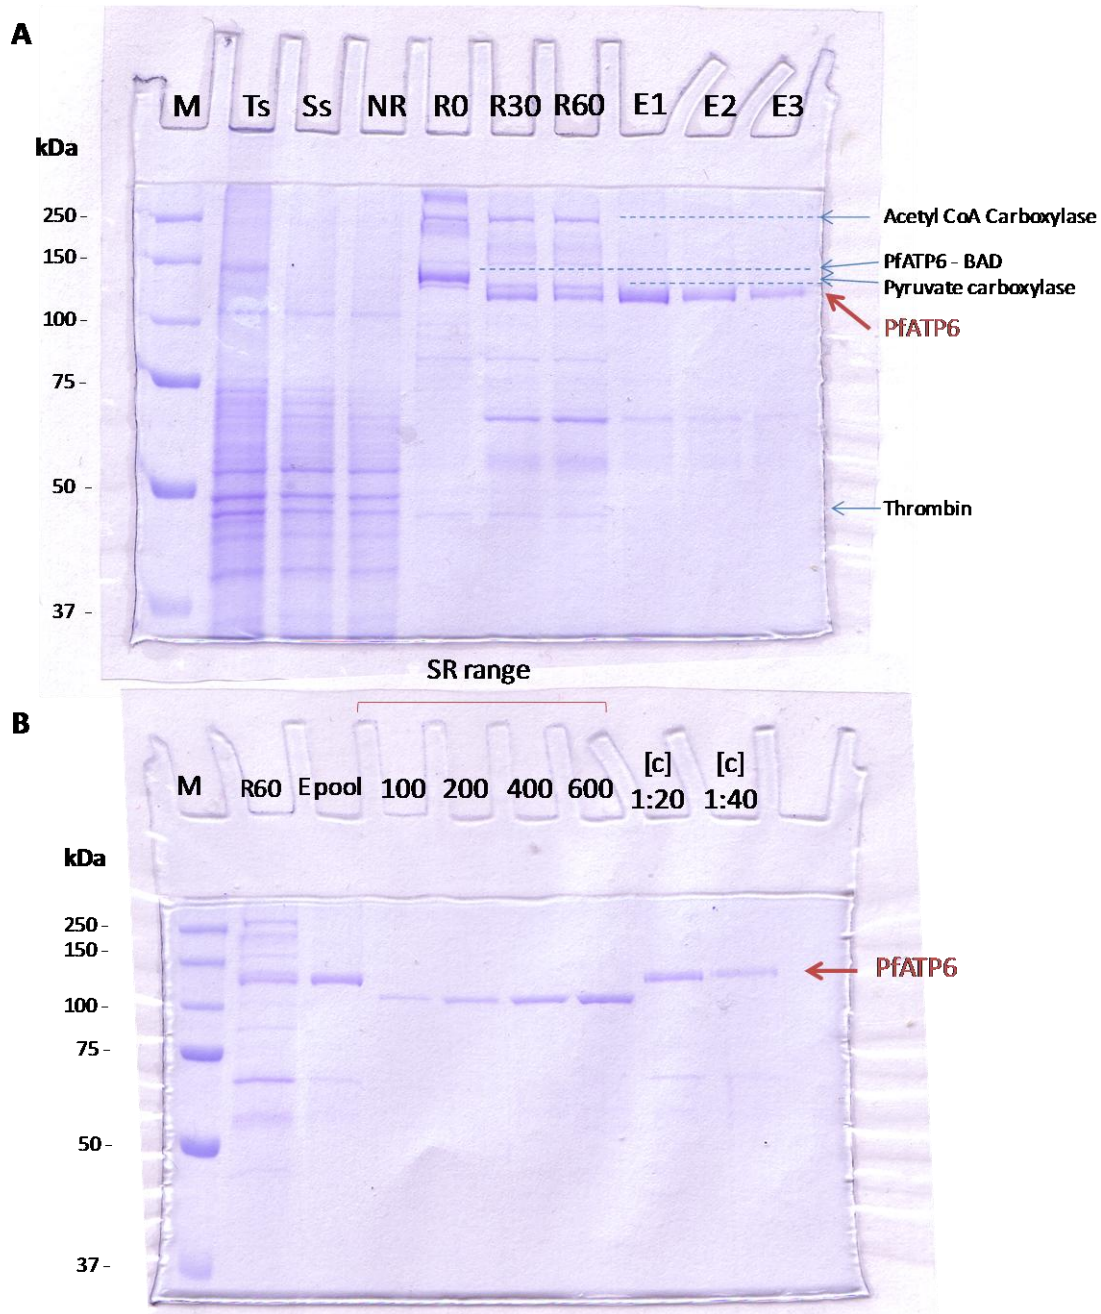 A
M Ts Ss NR R0 R30 R60 E1 E2 E3
kDa
250 -
Acetyl CoA Carboxylase
150 -
PfATP6 - BAD
Pyruvate carboxylase
100 -
PfATP6
75 -
50 -
Thrombin
37 -
SR range
B
[c] [c]
M R60 Epool 100 200 400 600 1:20 1:40
kDa
250 -
150 -
PfATP6
100 -
75 -
50 -
37 -